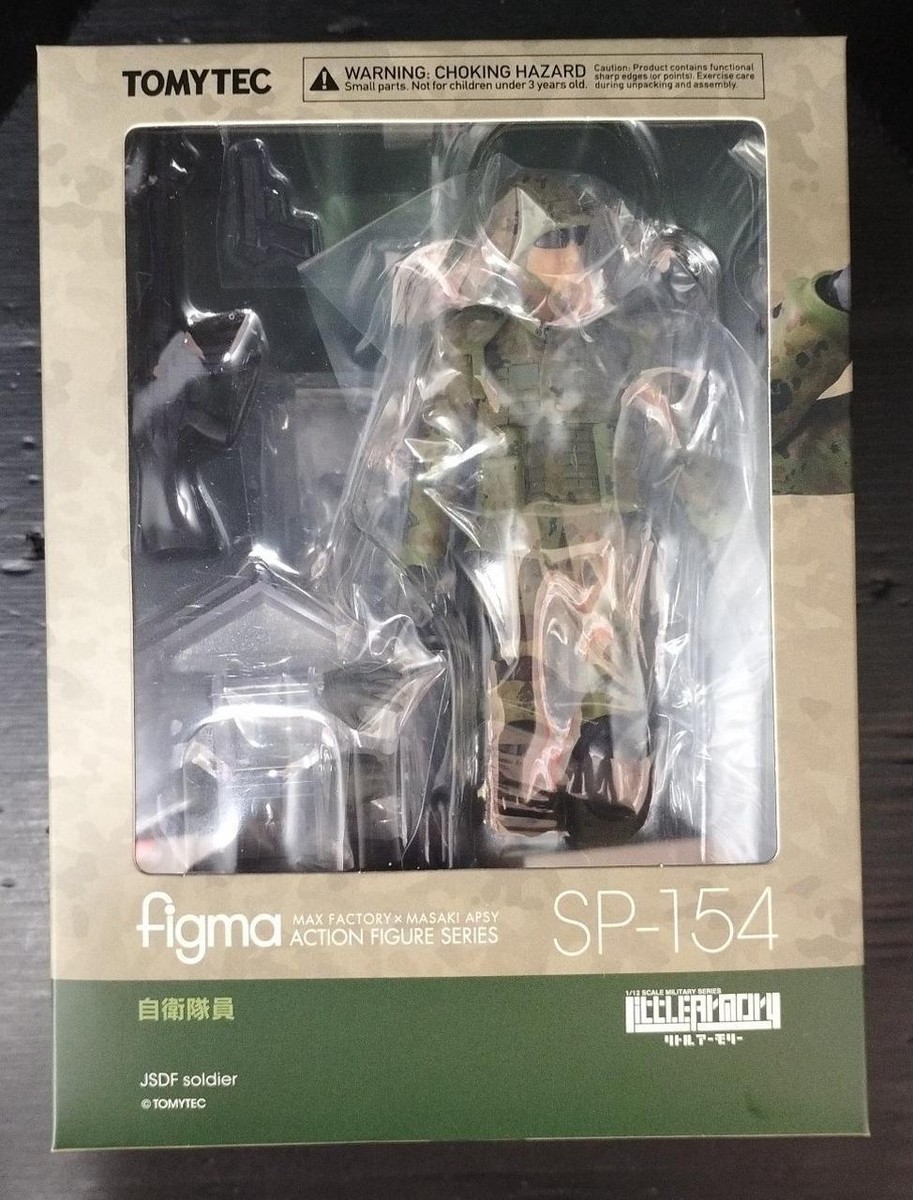 TOMYTEC
WARNING: CHOKING HAZARD
Small parts. Not for children under 3 years old.
Caution: Product contains functional
sharp edges (or points). Exercise care
during unpacking and assembly.
figma
MAX FACTORY × MASAKI APSY
ACTION FIGURE SERIES
SP-154
自衛隊員
1/12 SCALE MILITARY SERIES
LittLEArmory
リトルアーモリー
JSDF soldier
© TOMYTEC